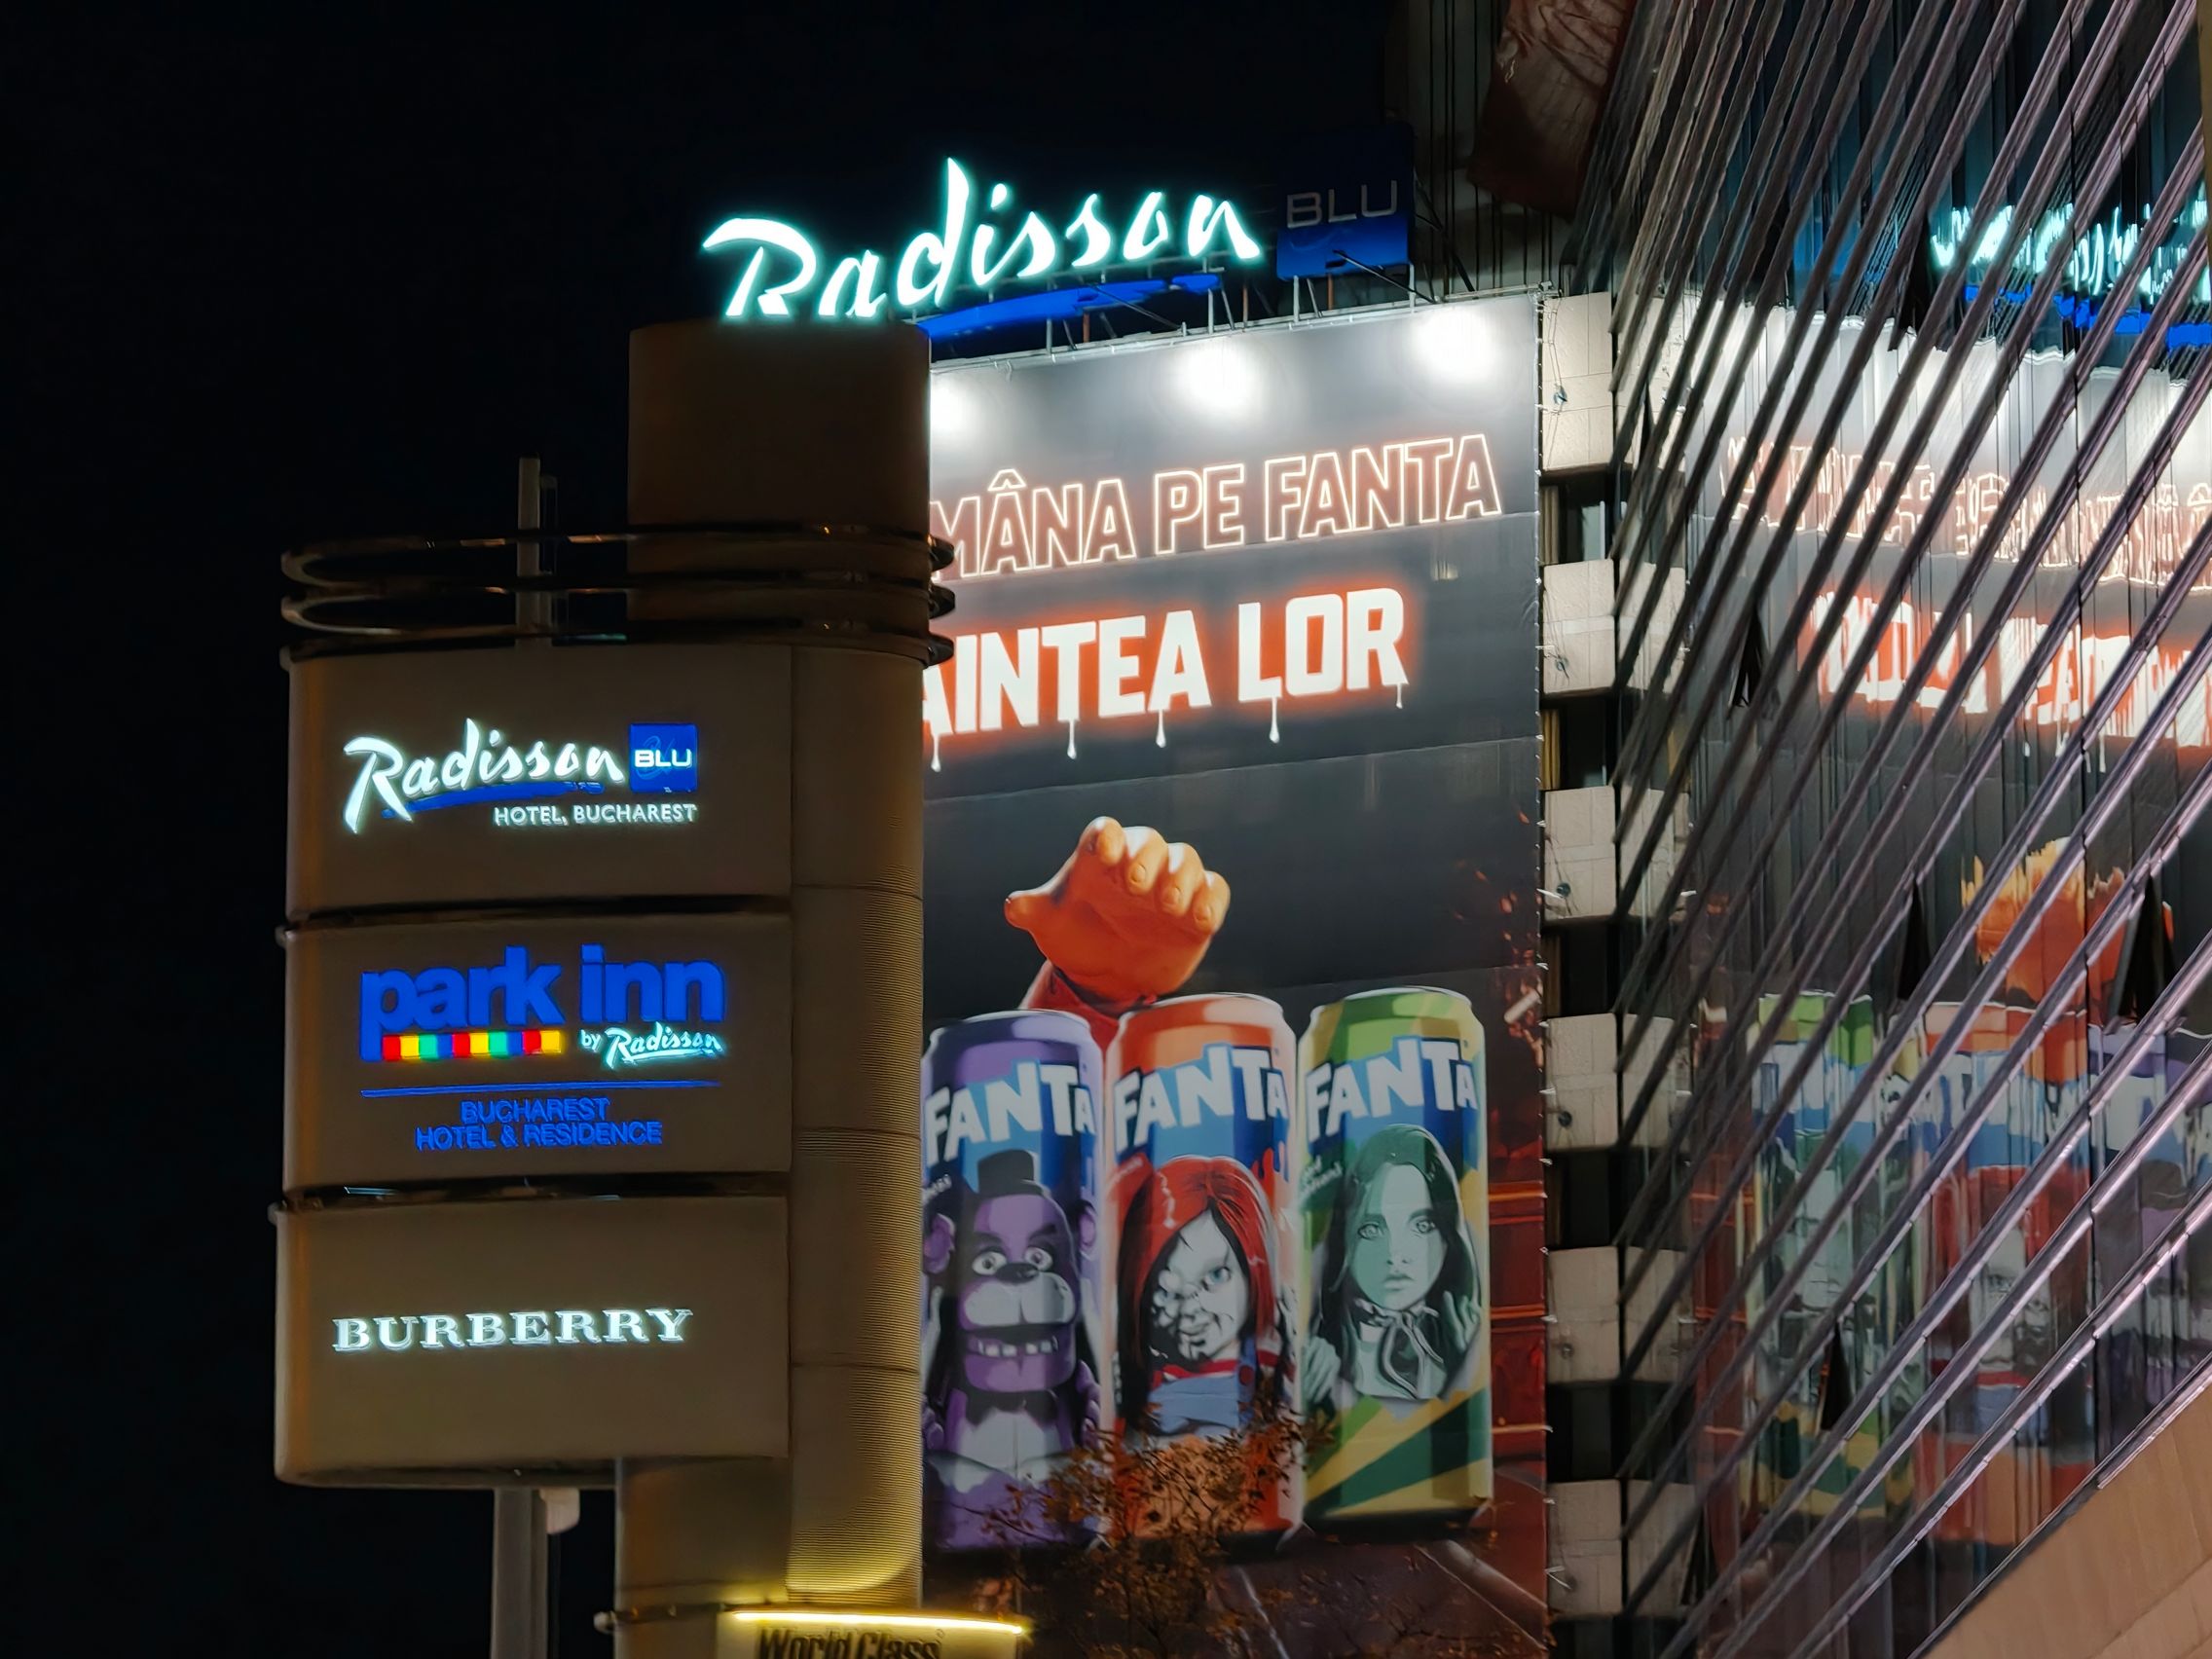 Radisson BLU
MÂNA PE FANTA
AINTEA LOR
Radisson BLU
HOTEL, BUCHAREST
park inn
by Radisson
BUCHAREST
HOTEL & RESIDENCE
BURBERRY
FANTA FANTA FANTA
World Class